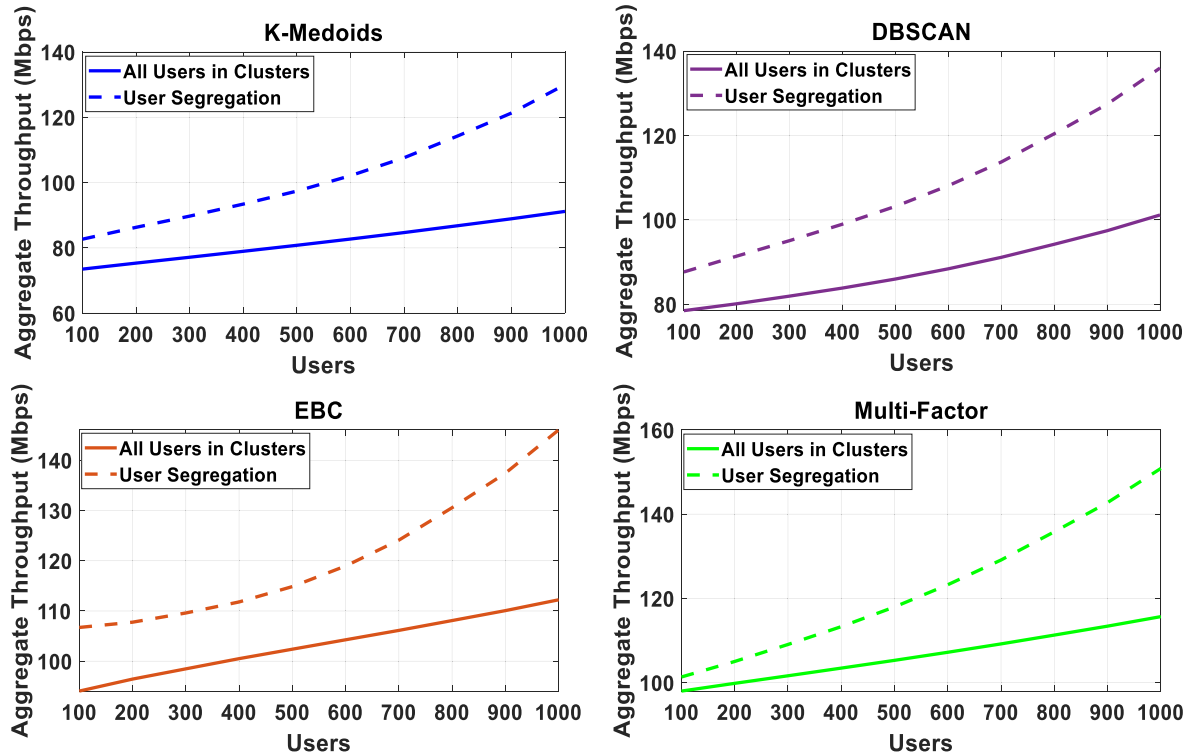 K-Medoids
Aggregate Throughput (Mbps)
140
120
100
80
60
All Users in Clusters
User Segregation
100 200 300 400 500 600 700 800 900 1000
Users
DBSCAN
Aggregate Throughput (Mbps)
140
120
100
80
All Users in Clusters
User Segregation
100 200 300 400 500 600 700 800 900 1000
Users
EBC
Aggregate Throughput (Mbps)
140
130
120
110
100
All Users in Clusters
User Segregation
100 200 300 400 500 600 700 800 900 1000
Users
Multi-Factor
Aggregate Throughput (Mbps)
160
140
120
100
All Users in Clusters
User Segregation
100 200 300 400 500 600 700 800 900 1000
Users